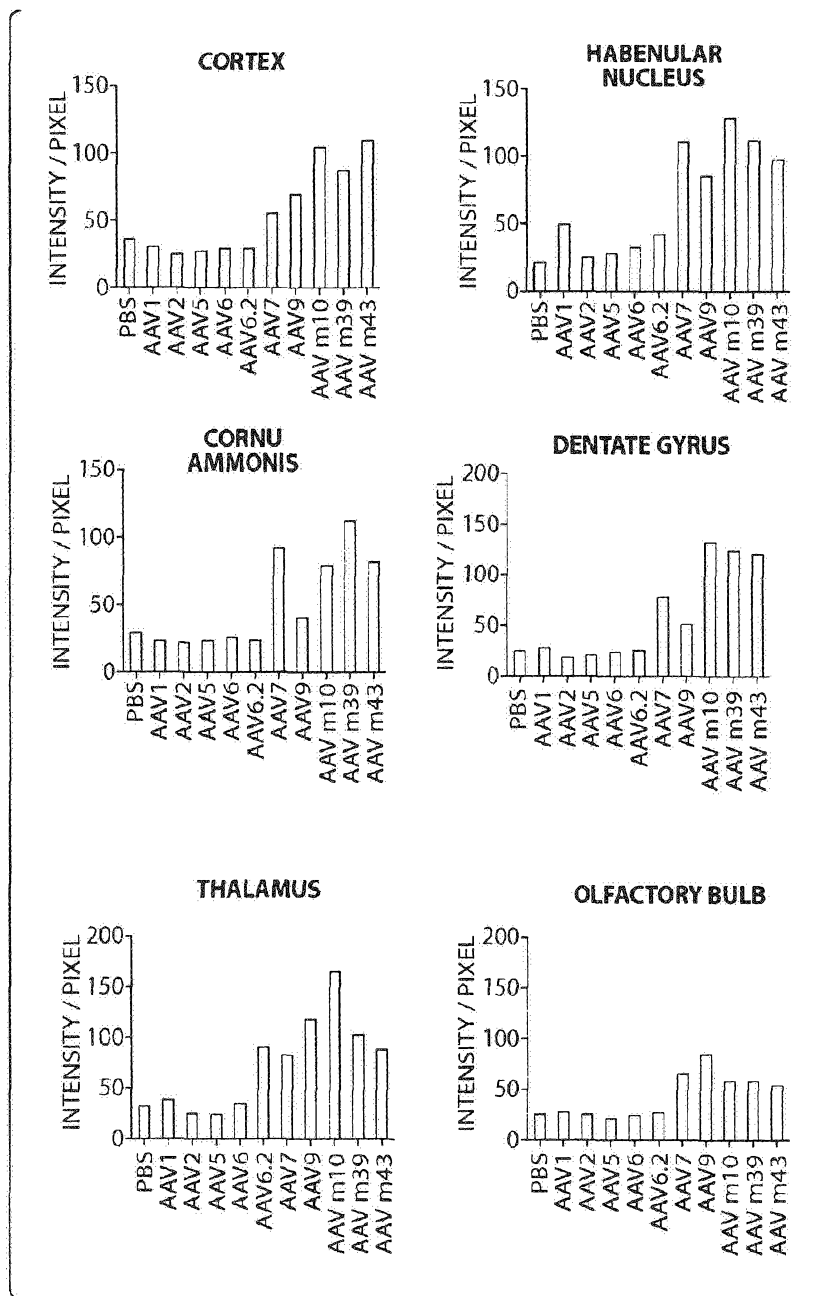 CORTEX
INTENSITY / PIXEL
150
100
50
0
PBS
AAV1
AAV2
AAV5
AAV6
AAV6.2
AAV7
AAV9
AAV m10
AAV m39
AAV m43
HABENULAR
NUCLEUS
INTENSITY / PIXEL
150
100
50
0
PBS
AAV1
AAV2
AAV5
AAV6
AAV6.2
AAV7
AAV9
AAV m10
AAV m39
AAV m43
CORNU
AMMONIS
INTENSITY / PIXEL
150
100
50
0
PBS
AAV1
AAV2
AAV5
AAV6
AAV6.2
AAV7
AAV9
AAV m10
AAV m39
AAV m43
DENTATE GYRUS
INTENSITY / PIXEL
200
150
100
50
0
PBS
AAV1
AAV2
AAV5
AAV6
AAV6.2
AAV7
AAV9
AAV m10
AAV m39
AAV m43
THALAMUS
INTENSITY / PIXEL
200
150
100
50
0
PBS
AAV1
AAV2
AAV5
AAV6
AAV6.2
AAV7
AAV9
AAV m10
AAV m39
AAV m43
OLFACTORY BULB
INTENSITY / PIXEL
200
150
100
50
0
PBS
AAV1
AAV2
AAV5
AAV6
AAV6.2
AAV7
AAV9
AAV m10
AAV m39
AAV m43